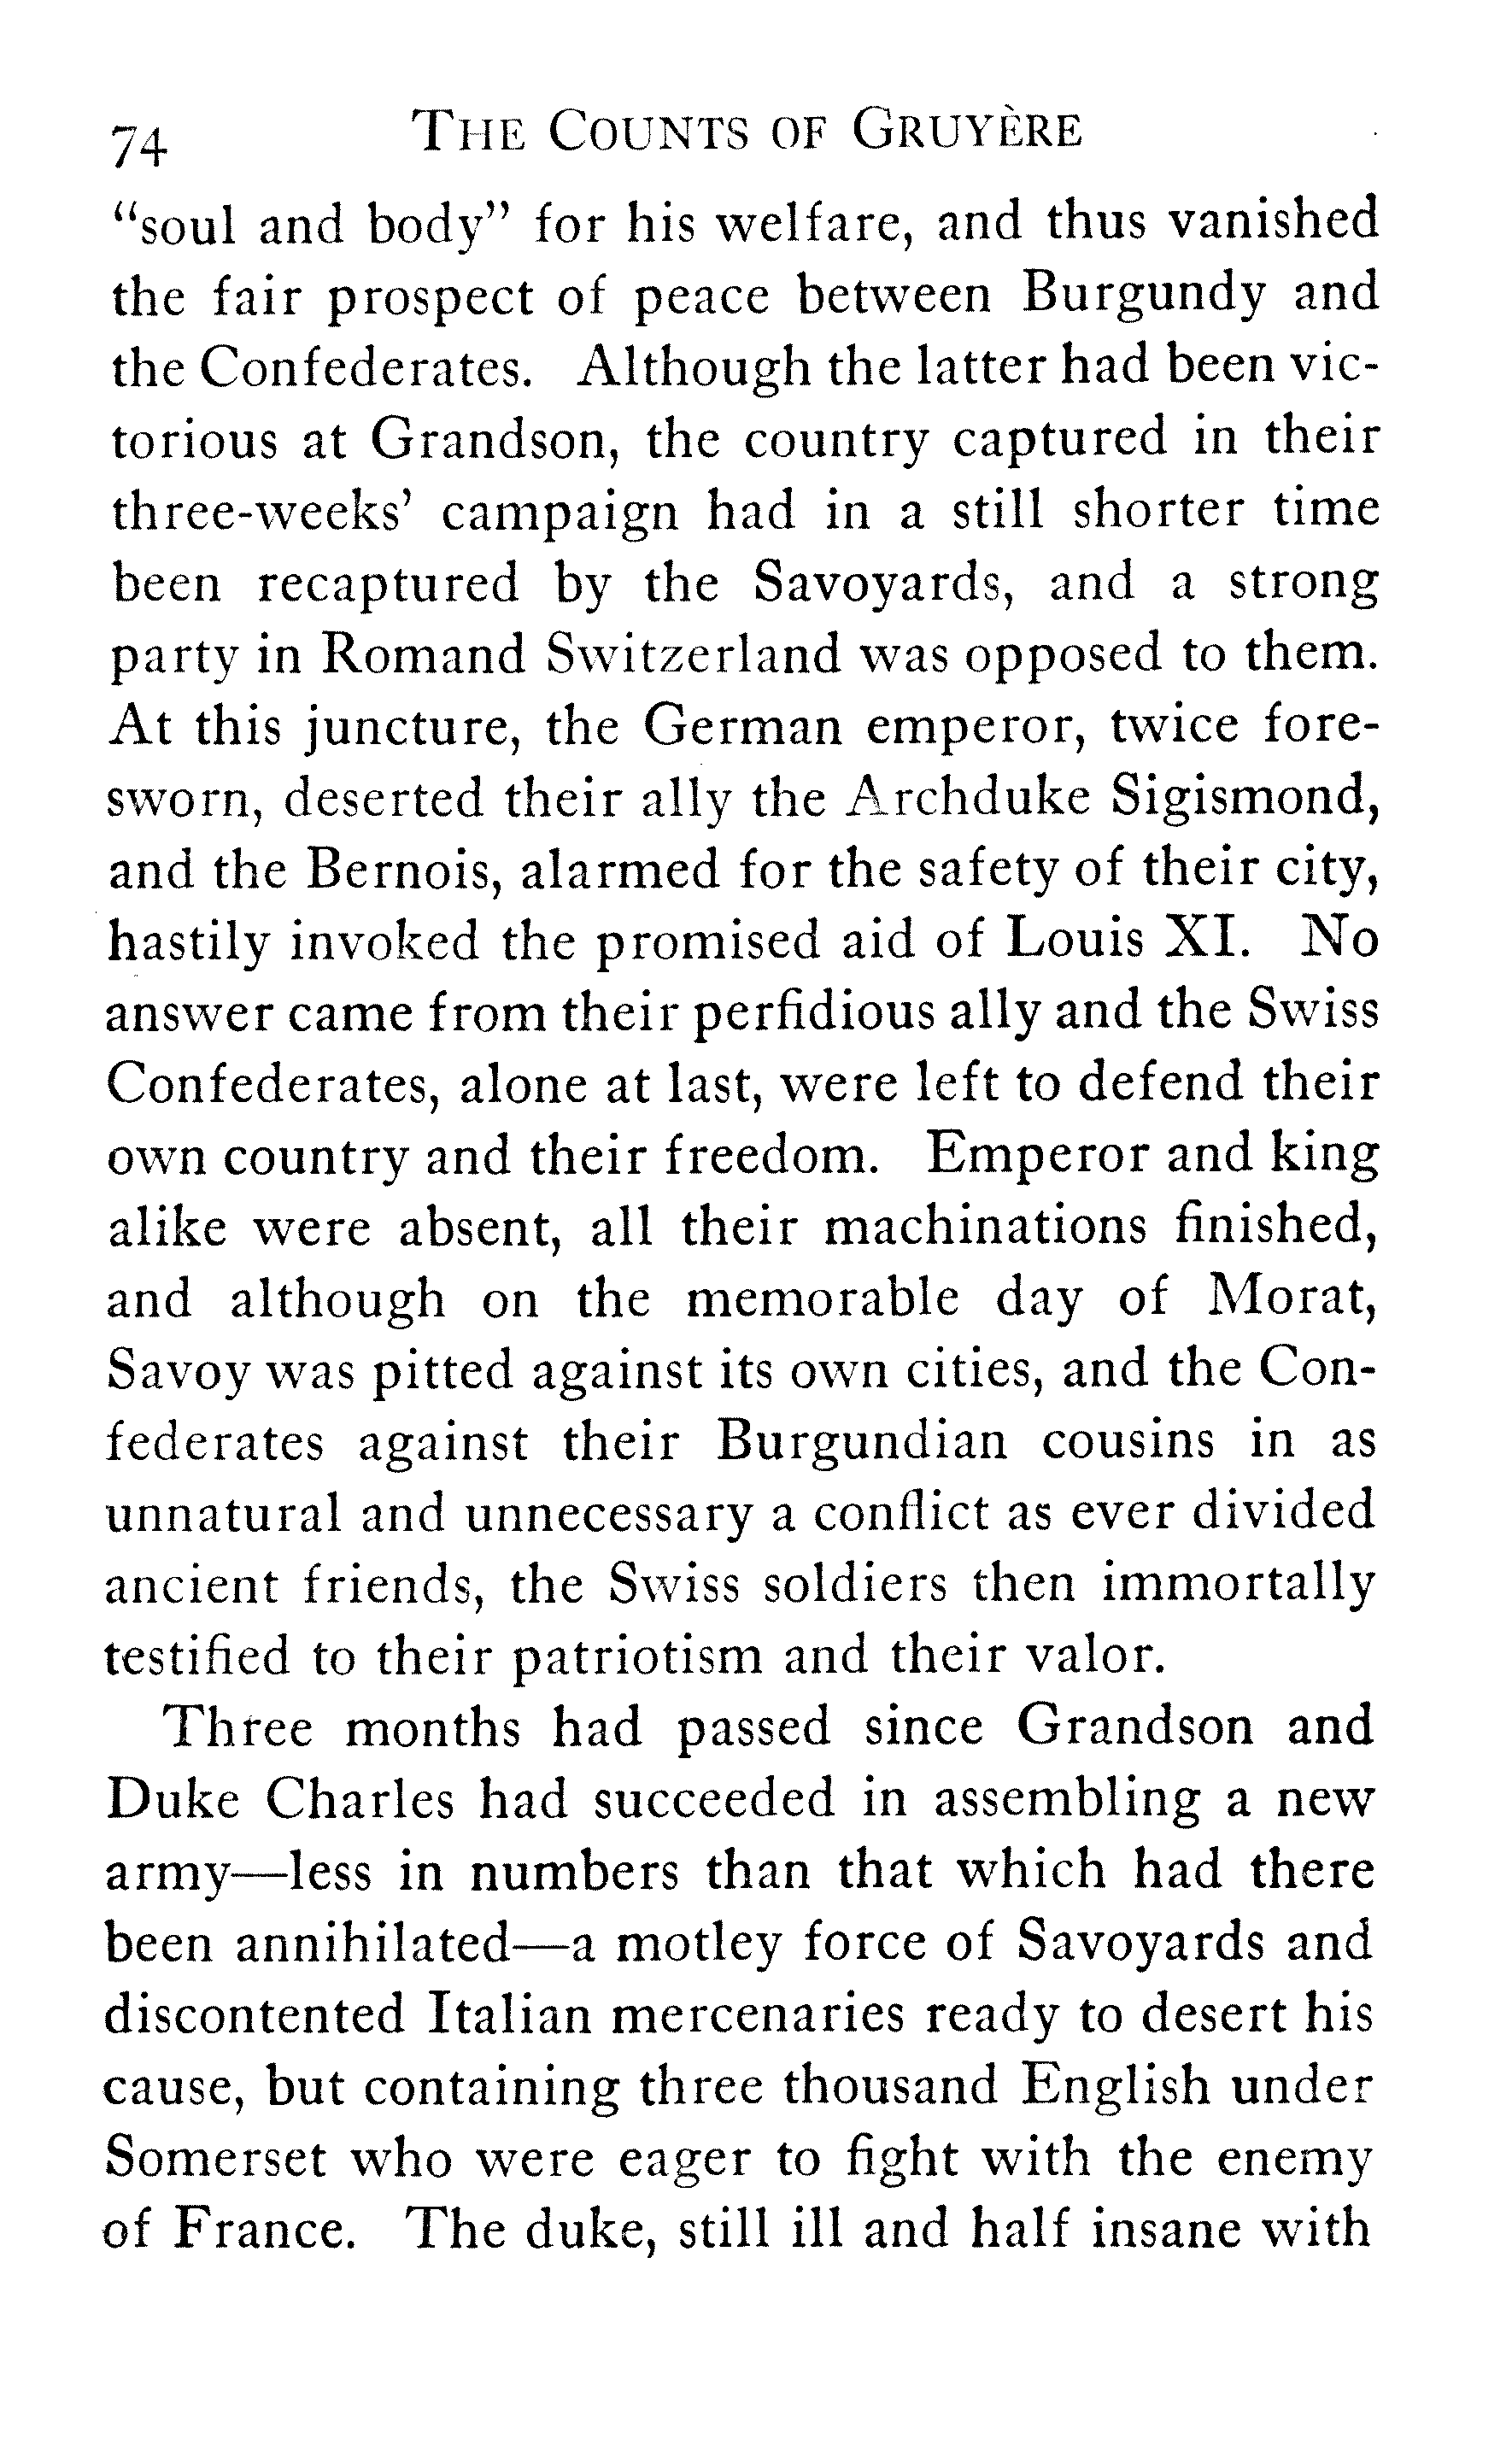 74 THE COUNTS OF GRUYÈRE
“soul and body” for his welfare, and thus vanished
the fair prospect of peace between Burgundy and
the Confederates. Although the latter had been vic-
torious at Grandson, the country captured in their
three-weeks’ campaign had in a still shorter time
been recaptured by the Savoyards, and a strong
party in Romand Switzerland was opposed to them.
At this juncture, the German emperor, twice fore-
sworn, deserted their ally the Archduke Sigismond,
and the Bernois, alarmed for the safety of their city,
hastily invoked the promised aid of Louis XI. No
answer came from their perfidious ally and the Swiss
Confederates, alone at last, were left to defend their
own country and their freedom. Emperor and king
alike were absent, all their machinations finished,
and although on the memorable day of Morat,
Savoy was pitted against its own cities, and the Con-
federates against their Burgundian cousins in as
unnatural and unnecessary a conflict as ever divided
ancient friends, the Swiss soldiers then immortally
testified to their patriotism and their valor.
Three months had passed since Grandson and
Duke Charles had succeeded in assembling a new
army—less in numbers than that which had there
been annihilated—a motley force of Savoyards and
discontented Italian mercenaries ready to desert his
cause, but containing three thousand English under
Somerset who were eager to fight with the enemy
of France. The duke, still ill and half insane with